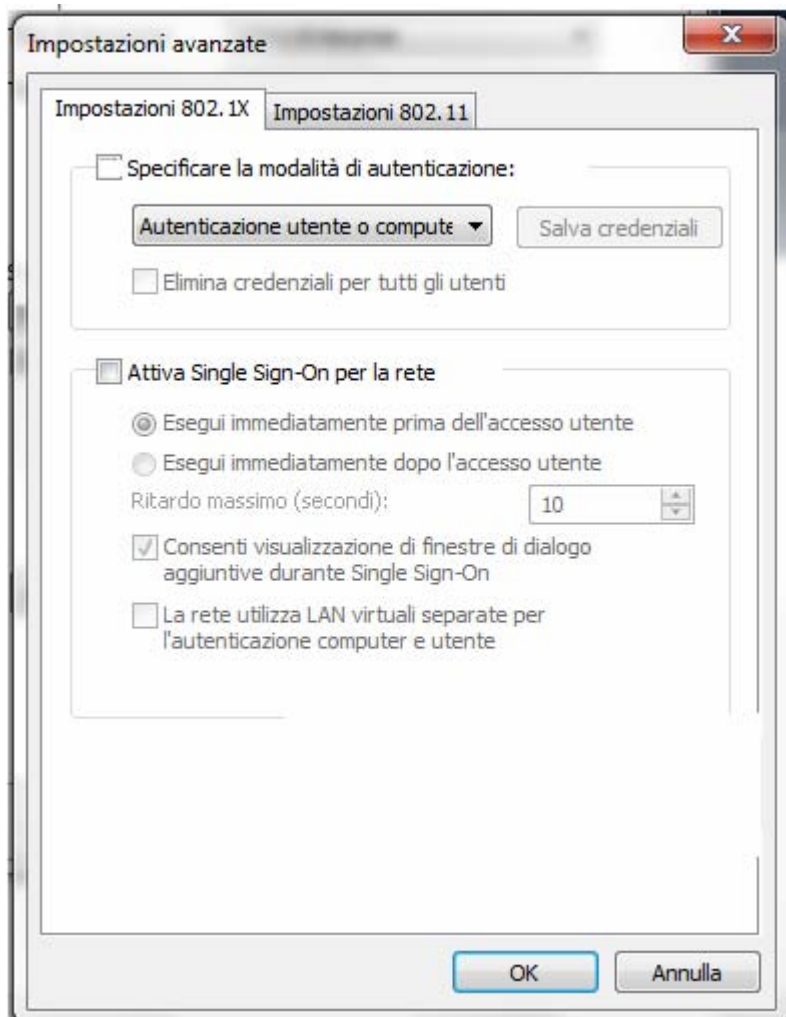 Impostazioni avanzate
Impostazioni 802.1X
Impostazioni 802.11
Specificare la modalità di autenticazione:
Autenticazione utente o compute
Salva credenziali
Elimina credenziali per tutti gli utenti
Attiva Single Sign-On per la rete
Esegui immediatamente prima dell'accesso utente
Esegui immediatamente dopo l'accesso utente
Ritardo massimo (secondi):
10
Consenti visualizzazione di finestre di dialogo
aggiuntive durante Single Sign-On
La rete utilizza LAN virtuali separate per
l'autenticazione computer e utente
OK
Annulla